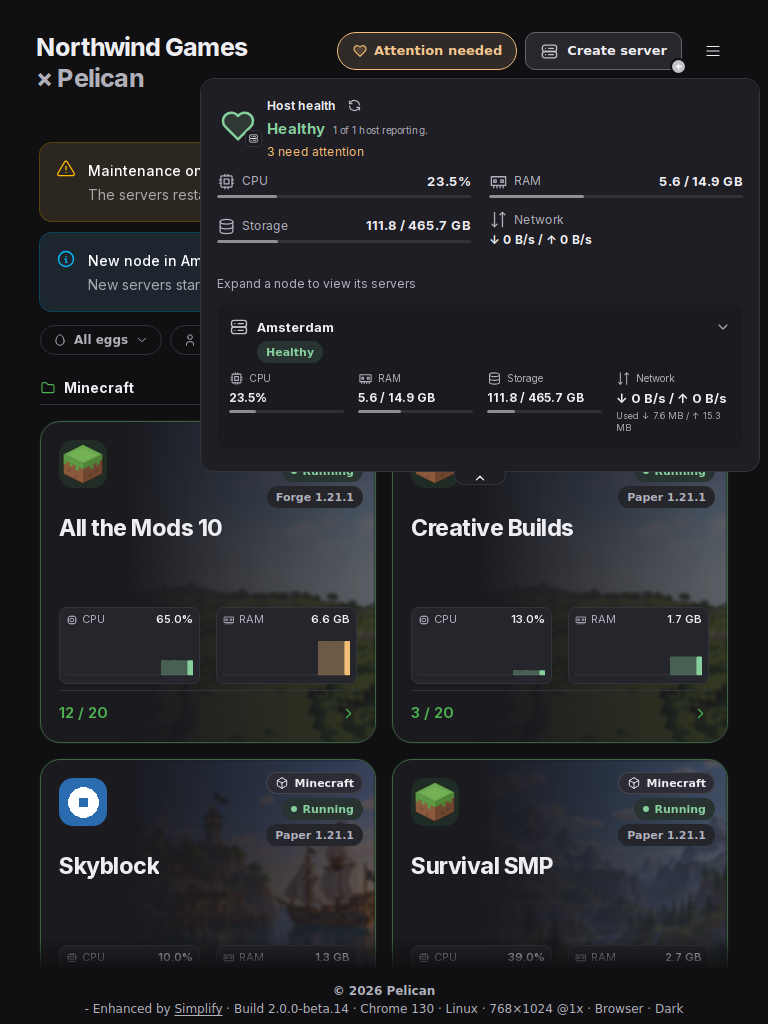 Northwind Games
× Pelican
Attention needed
Create server
Host health
Healthy 1 of 1 host reporting.
3 need attention
CPU 23.5%
RAM 5.6 / 14.9 GB
Storage 111.8 / 465.7 GB
Network
↓ 0 B/s / ↑ 0 B/s
Expand a node to view its servers
Amsterdam
Healthy
CPU
23.5%
RAM
5.6 / 14.9 GB
Storage
111.8 / 465.7 GB
Network
↓ 0 B/s / ↑ 0 B/s
Used ↓ 7.6 MB / ↑ 15.3
MB
Maintenance on
The servers resta
New node in Am
New servers star
All eggs
Minecraft
Running
Forge 1.21.1
All the Mods 10
CPU 65.0%
RAM 6.6 GB
12 / 20
Running
Paper 1.21.1
Creative Builds
CPU 13.0%
RAM 1.7 GB
3 / 20
Minecraft
Running
Paper 1.21.1
Skyblock
CPU 10.0%
RAM 1.3 GB
Minecraft
Running
Paper 1.21.1
Survival SMP
CPU 39.0%
RAM 2.7 GB
© 2026 Pelican
- Enhanced by Simplify · Build 2.0.0-beta.14 · Chrome 130 · Linux · 768×1024 @1x · Browser · Dark